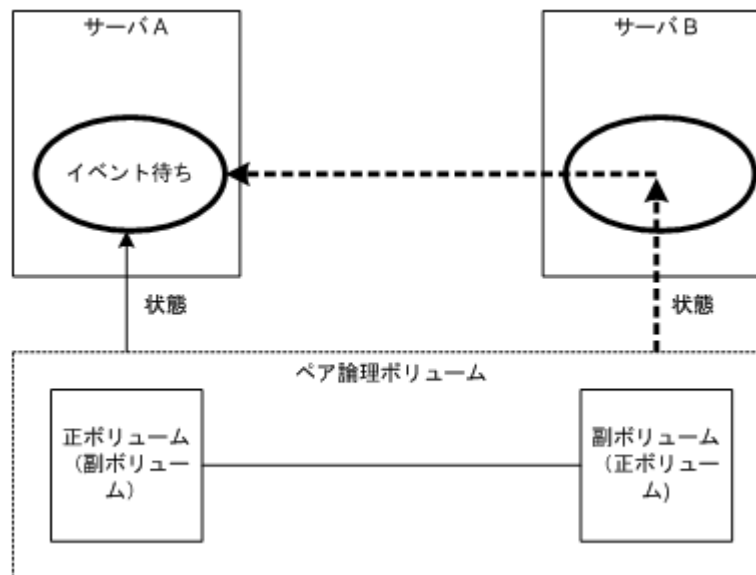 サーバA
サーバB
イベント待ち
状態
状態
ペア論理ボリューム
正ボリューム
（副ボリュー
ム）
副ボリューム
（正ボリュー
ム)